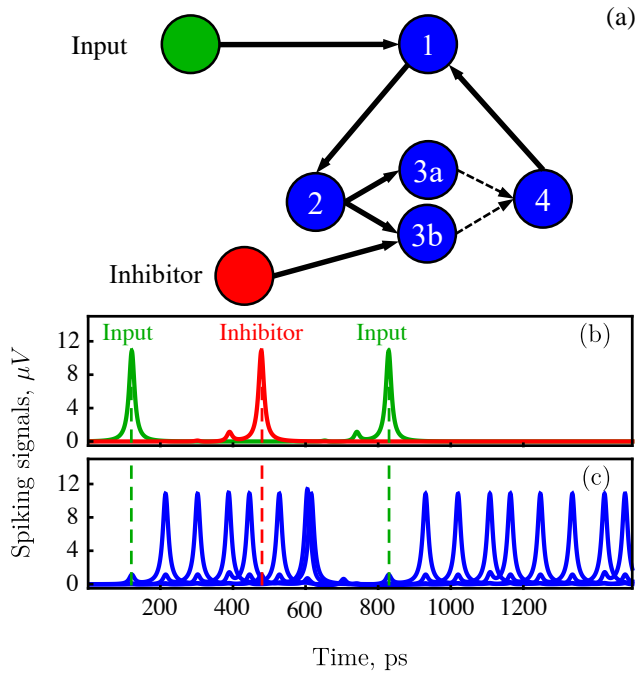 (a)
Input
1
3a
2
4
3b
Inhibitor
Input
Inhibitor
Input
(b)
12
8
4
0
Spiking signals, μV
(c)
12
8
4
0
200 400 600 800 1000 1200
Time, ps